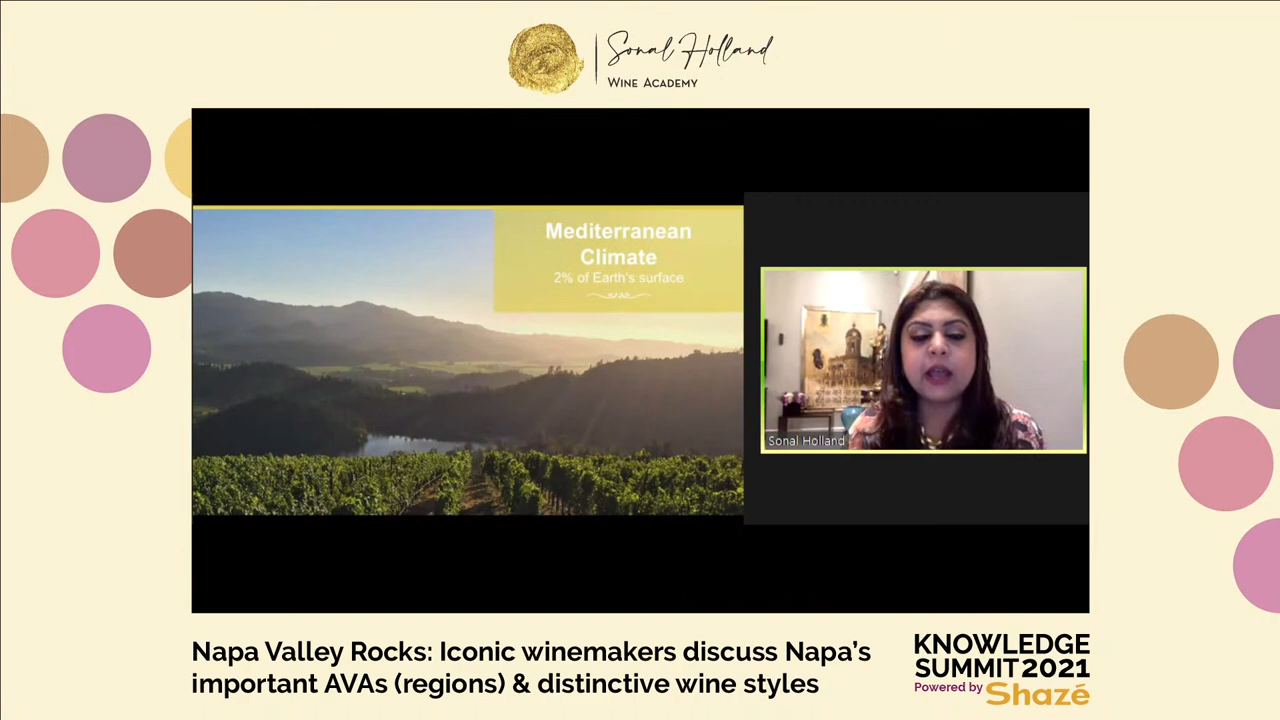 Sonal Holland
WINE ACADEMY
Mediterranean
Climate
2% of Earth's surface
Sonal Holland
Napa Valley Rocks: Iconic winemakers discuss Napa’s
important AVAs (regions) & distinctive wine styles
KNOWLEDGE
SUMMIT 2021
Powered by Shazé